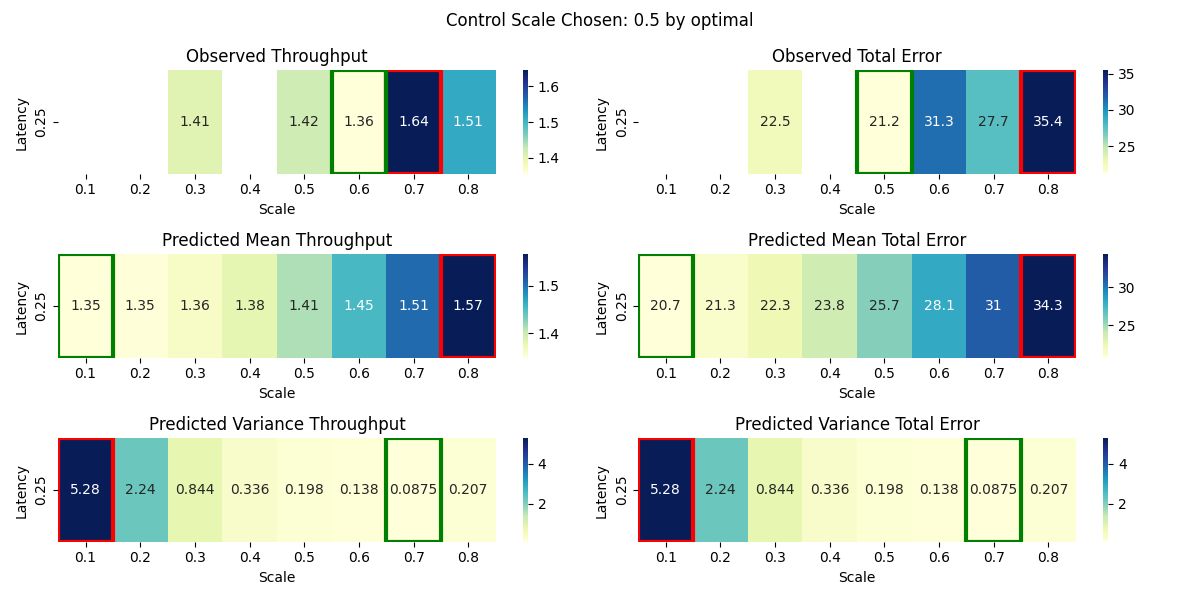 Control Scale Chosen: 0.5 by optimal
Observed Throughput
Latency
0.25
1.41
1.42
1.36
1.64
1.51
0.1 0.2 0.3 0.4 0.5 0.6 0.7 0.8
Scale
1.6
1.5
1.4
Observed Total Error
Latency
0.25
22.5
21.2
31.3
27.7
35.4
0.1 0.2 0.3 0.4 0.5 0.6 0.7 0.8
Scale
35
30
25
Predicted Mean Throughput
Latency
0.25
1.35 1.35 1.36 1.38 1.41 1.45 1.51 1.57
0.1 0.2 0.3 0.4 0.5 0.6 0.7 0.8
Scale
1.5
1.4
Predicted Mean Total Error
Latency
0.25
20.7 21.3 22.3 23.8 25.7 28.1 31 34.3
0.1 0.2 0.3 0.4 0.5 0.6 0.7 0.8
Scale
30
25
Predicted Variance Throughput
Latency
0.25
5.28 2.24 0.844 0.336 0.198 0.138 0.0875 0.207
0.1 0.2 0.3 0.4 0.5 0.6 0.7 0.8
Scale
4
2
Predicted Variance Total Error
Latency
0.25
5.28 2.24 0.844 0.336 0.198 0.138 0.0875 0.207
0.1 0.2 0.3 0.4 0.5 0.6 0.7 0.8
Scale
4
2